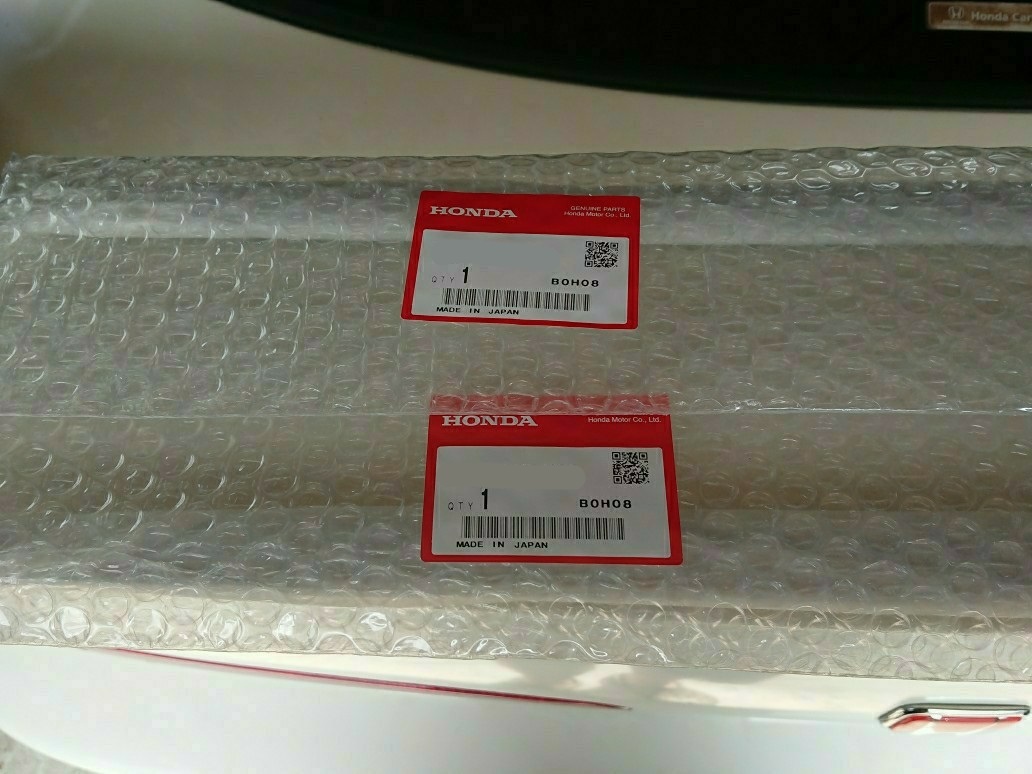 Honda Car
HONDA
GENUINE PARTS
Honda Motor Co., Ltd.
QTY 1 B0H08
MADE IN JAPAN
HONDA
Honda Motor Co., Ltd.
QTY 1 B0H08
MADE IN JAPAN